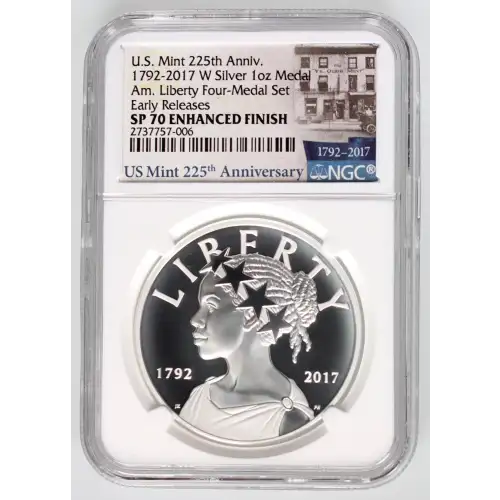 U.S. Mint 225th Anniv.
1792-2017 W Silver 1oz Medal
Am. Liberty Four-Medal Set
Early Releases
SP 70 ENHANCED FINISH
2737757-006
1792-2017
US Mint 225th Anniversary
NGC®
LIBERTY
1792
2017